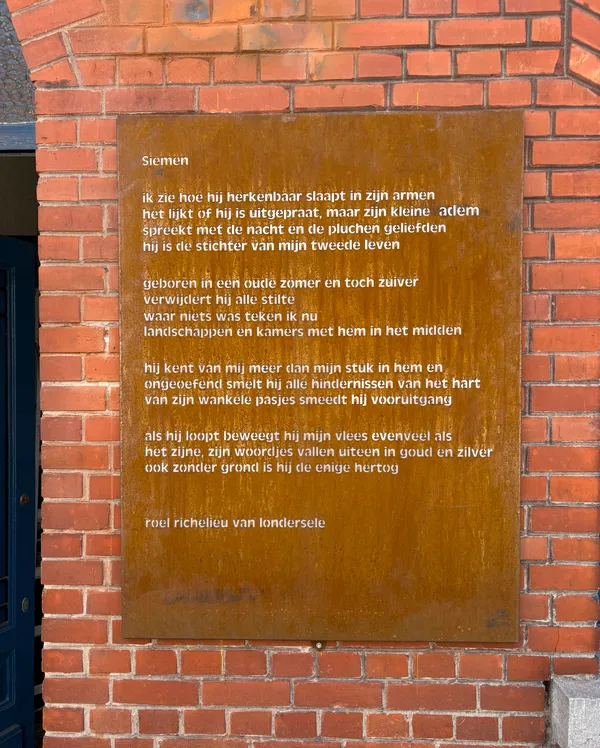 Siemen
ik zie hoe hij herkenbaar slaapt in zijn armen
het lijkt of hij is uitgepraat, maar zijn kleine adem
spreekt met de nacht en de pluchen geliefden
hij is de stichter van mijn tweede leven
geboren in een oude zomer en toch zuiver
verwijdert hij alle stilte
waar niets was teken ik nu
landschappen en kamers met hem in het midden
hij kent van mij meer dan mijn stuk in hem en
ongeoefend smelt hij alle hindernissen van het hart
van zijn wankele pasjes smeedt hij vooruitgang
als hij loopt beweegt hij mijn vlees evenveel als
het zijne, zijn woordjes vallen uiteen in goud en zilver
ook zonder grond is hij de enige hertog
roel richelieu van londersele